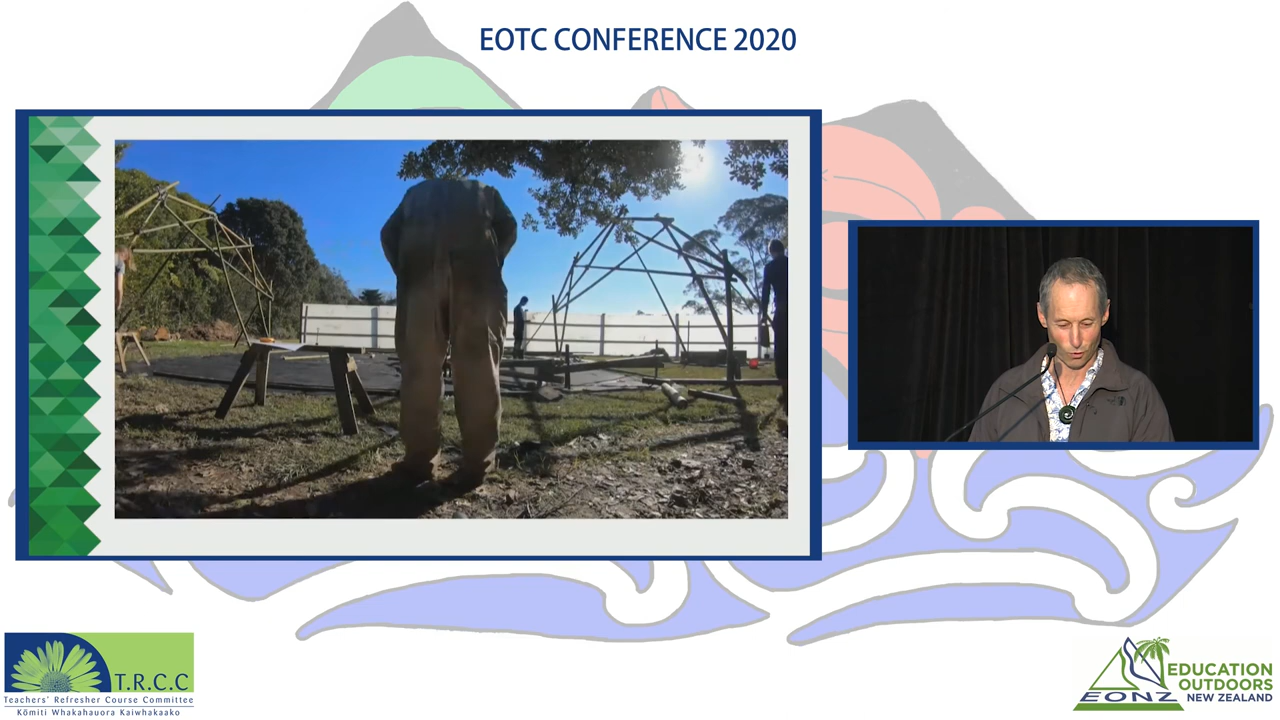 EOTC CONFERENCE 2020
T.R.C.C
Teachers' Refresher Course Committee
Kōmiti Whakahauora Kaiwhakaako
EONZ
EDUCATION
OUTDOORS
NEW ZEALAND